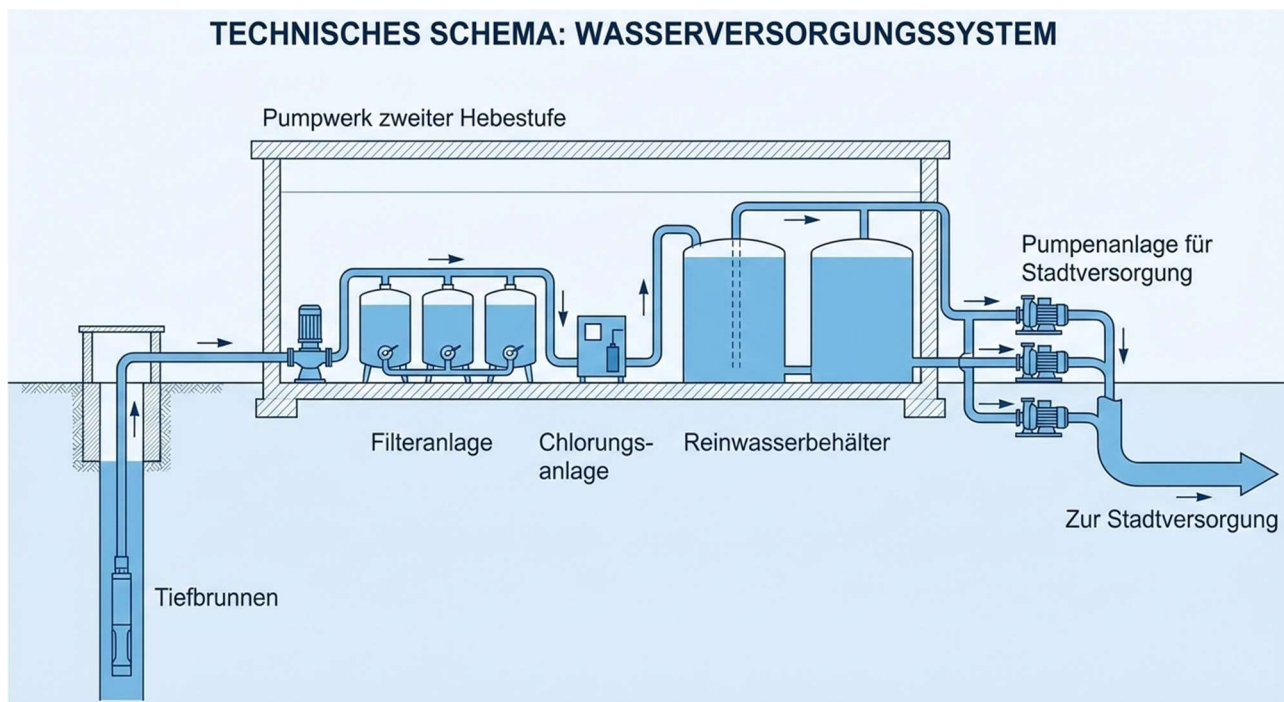 TECHNISCHES SCHEMA: WASSERVERSORGUNGSSYSTEM
Pumpwerk zweiter Hebestufe
Pumpenanlage für
Stadtversorgung
Filteranlage
Chlorungs-
anlage
Reinwasserbehälter
Zur Stadtversorgung
Tiefbrunnen